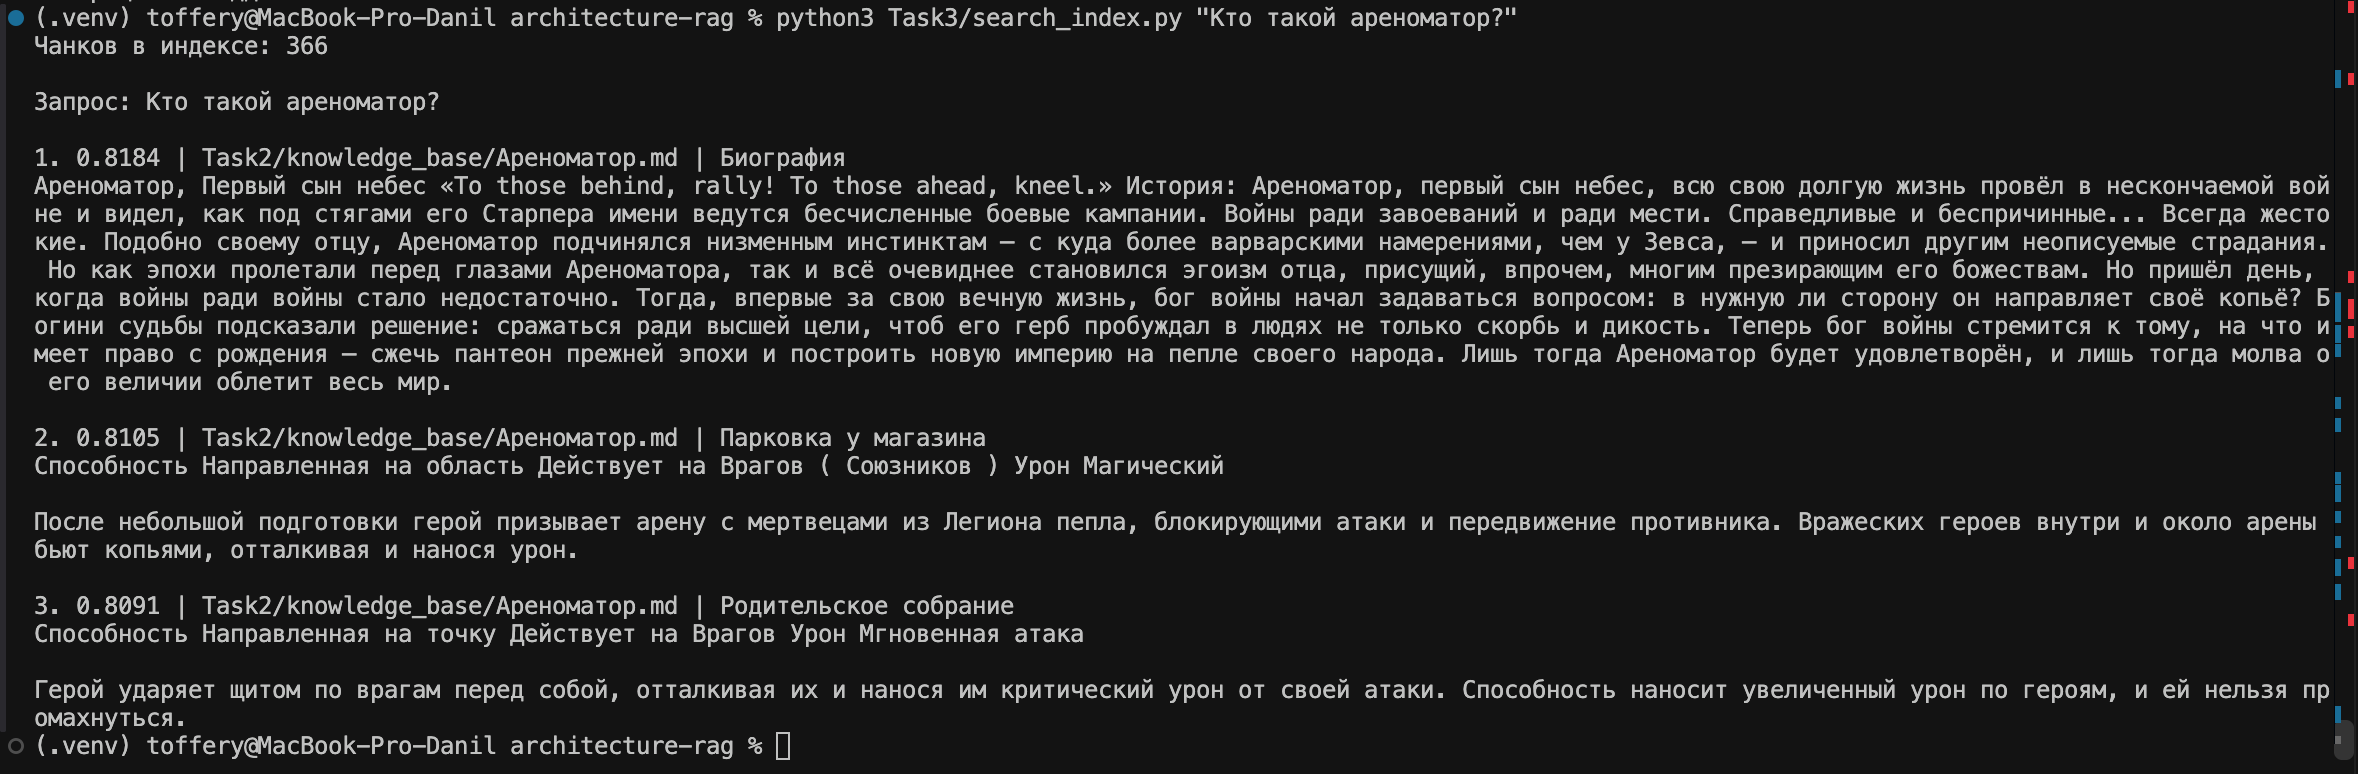 (.venv) toffery@MacBook-Pro-Danil architecture-rag % python3 Task3/search_index.py "Кто такой ареноматор?"
Чанков в индексе: 366
Запрос: Кто такой ареноматор?
1. 0.8184 | Task2/knowledge_base/Ареноматор.md | Биография
Ареноматор, Первый сын небес «To those behind, rally! To those ahead, kneel.» История: Ареноматор, первый сын небес, всю свою долгую жизнь провёл в нескончаемой вой
не и видел, как под стягами его Старпера имени ведутся бесчисленные боевые кампании. Войны ради завоеваний и ради мести. Справедливые и беспричинные... Всегда жесто
кие. Подобно своему отцу, Ареноматор подчинялся низменным инстинктам — с куда более варварскими намерениями, чем у Зевса, — и приносил другим неописуемые страдания.
Но как эпохи пролетали перед глазами Ареноматора, так и всё очевиднее становился эгоизм отца, присущий, впрочем, многим презирающим его божествам. Но пришёл день,
когда войны ради войны стало недостаточно. Тогда, впервые за свою вечную жизнь, бог войны начал задаваться вопросом: в нужную ли сторону он направляет своё копьё? Б
огини судьбы подсказали решение: сражаться ради высшей цели, чтоб его герб пробуждал в людях не только скорбь и дикость. Теперь бог войны стремится к тому, на что и
меет право с рождения — сжечь пантеон прежней эпохи и построить новую империю на пепле своего народа. Лишь тогда Ареноматор будет удовлетворён, и лишь тогда молва о
его величии облетит весь мир.
2. 0.8105 | Task2/knowledge_base/Ареноматор.md | Парковка у магазина
Способность Направленная на область Действует на Врагов ( Союзников ) Урон Магический
После небольшой подготовки герой призывает арену с мертвецами из Легиона пепла, блокирующими атаки и передвижение противника. Вражеских героев внутри и около арены
бьют копьями, отталкивая и нанося урон.
3. 0.8091 | Task2/knowledge_base/Ареноматор.md | Родительское собрание
Способность Направленная на точку Действует на Врагов Урон Мгновенная атака
Герой ударяет щитом по врагам перед собой, отталкивая их и нанося им критический урон от своей атаки. Способность наносит увеличенный урон по героям, и ей нельзя пр
омахнуться.
(.venv) toffery@MacBook-Pro-Danil architecture-rag %